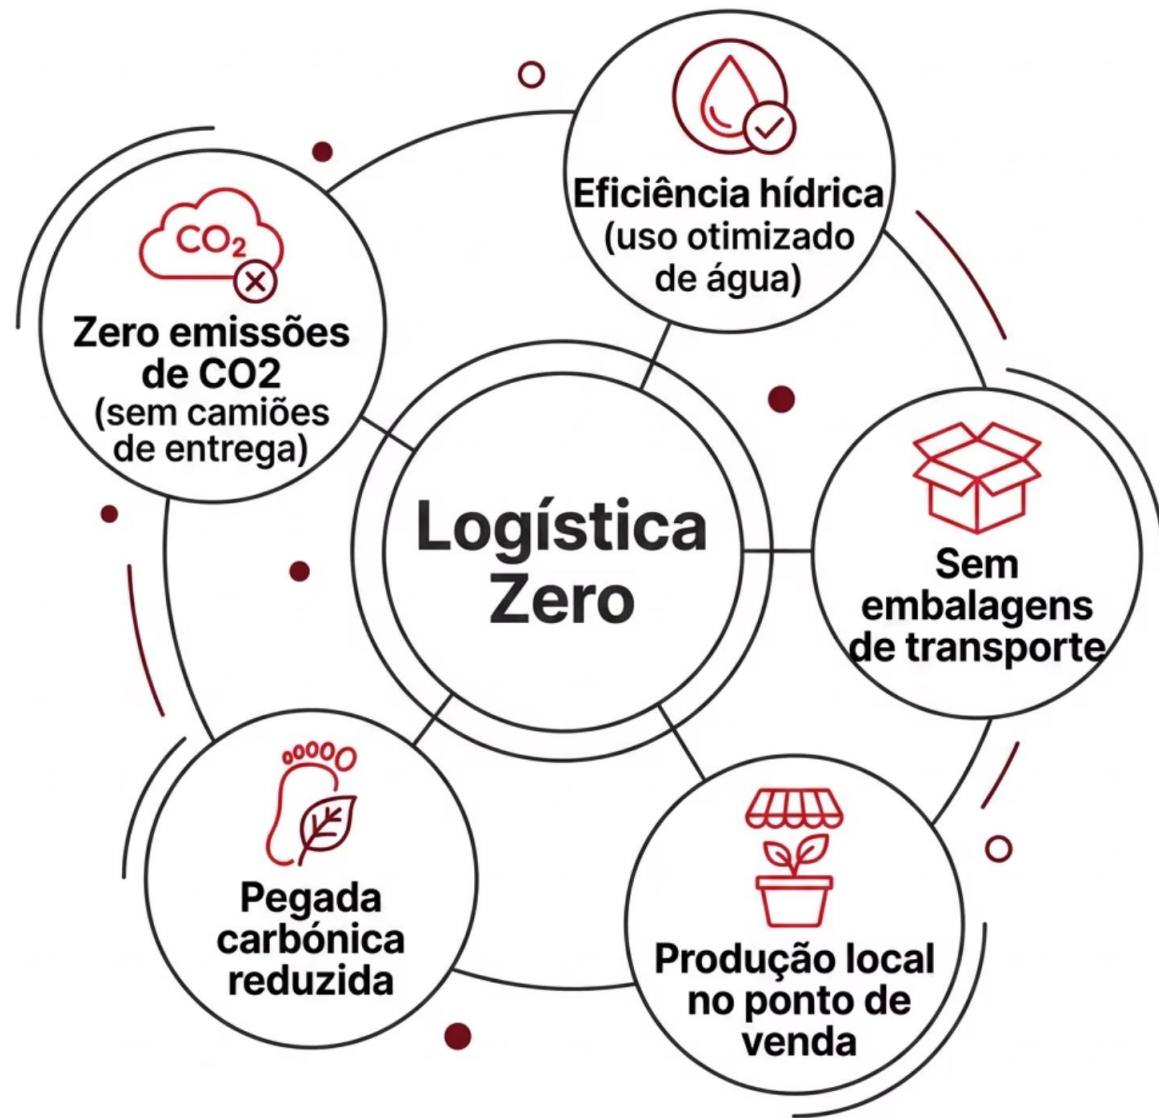 Eficiência hídrica
(uso otimizado
de água)
CO₂
Zero emissões
de CO2
(sem camiões
de entrega)
Logística
Zero
Sem
embalagens
de transporte
Pegada
carbónica
reduzida
Produção local
no ponto de
venda